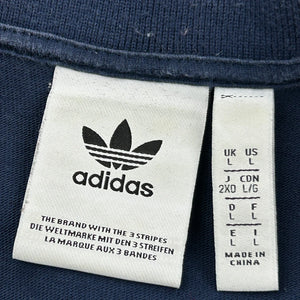 adidas
THE BRAND WITH THE 3 STRIPES
DIE WELTMARKE MIT DEN 3 STREIFEN
LA MARQUE AUX 3 BANDES
UK US
L L
J CDN
2XO L/G
D F
L L
E I
L L
MADE IN
CHINA